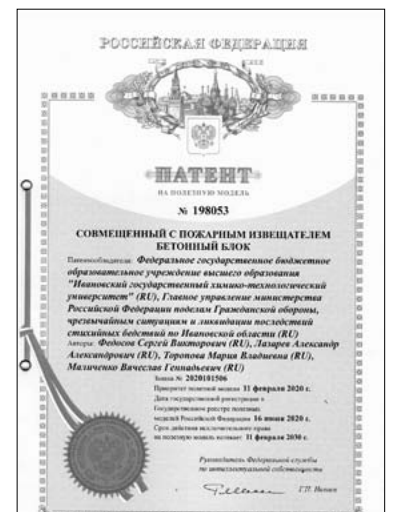 РОССИЙСКАЯ ФЕДЕРАЦИЯ
ПАТЕНТ
НА ПОЛЕЗНУЮ МОДЕЛЬ
№ 198053
СОВМЕЩЕННЫЙ С ПОЖАРНЫМ ИЗВЕЩАТЕЛЕМ
БЕТОННЫЙ БЛОК
Патентообладатели: Федеральное государственное бюджетное
образовательное учреждение высшего образования
"Ивановский государственный химико-технологический
университет" (RU), Главное управление министерства
Российской Федерации поделам Гражданской обороны,
чрезвычайным ситуациям и ликвидации последствий
стихийных бедствий по Ивановской области (RU)
Авторы: Федосов Сергей Викторович (RU), Лазарев Александр
Александрович (RU), Торопова Мария Владиевна (RU),
Маличенко Вячеслав Геннадьевич (RU)
Заявка № 2020101506
Приоритет полезной модели 11 февраля 2020 г.
Дата государственной регистрации в
Государственном реестре полезных
моделей Российской Федерации 16 июня 2020 г.
Срок действия исключительного права
на полезную модель истекает 11 февраля 2030 г.
Руководитель Федеральной службы
по интеллектуальной собственности
Г.П. Ивлиев